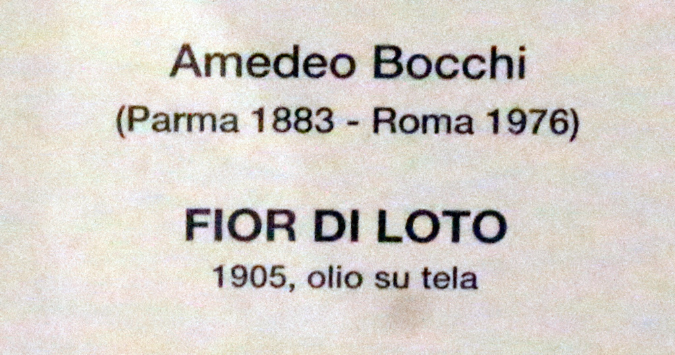 Amedeo Bocchi
(Parma 1883 - Roma 1976)
FIOR DI LOTO
1905, olio su tela